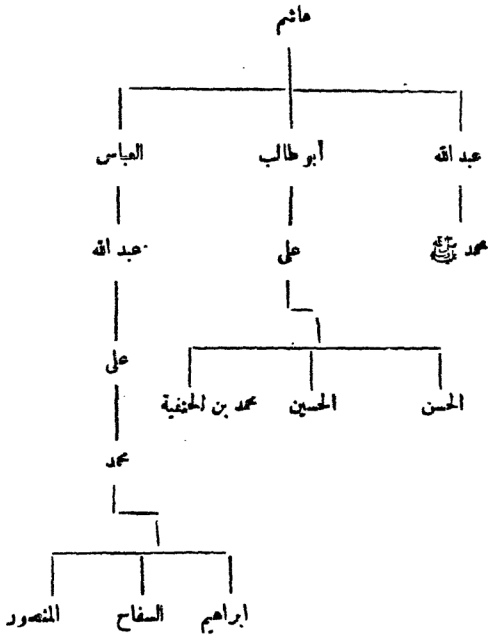 هاشم
عبد الله أبو طالب العباس
محمد ﷺ على عبد الله
على
الحسن الحسين محمد بن الحنفية
محمد
ابراهيم السفاح المنصور